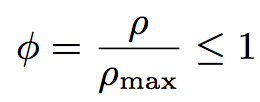 ϕ = ρ / ρ_max ≤ 1